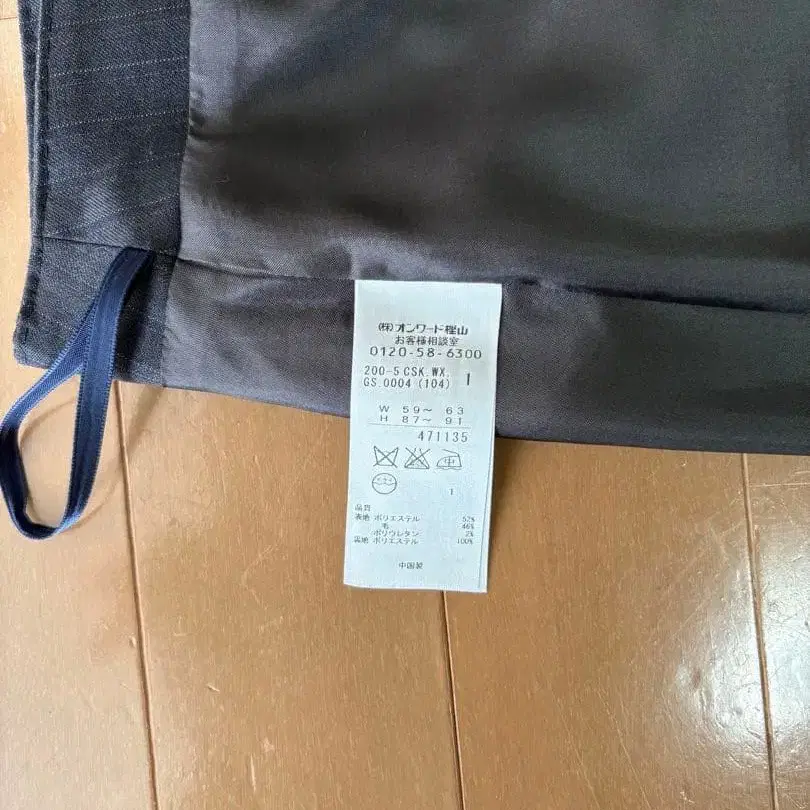 (株)オンワード樫山
お客様相談室
0120-58-6300
200-5 CSK.WX. I
GS.0004 (104)
W 59～ 63
H 87～ 91
471135
中
1
品質
表地 ポリエステル 52%
毛 46%
ポリウレタン 2%
裏地 ポリエステル 100%
中国製